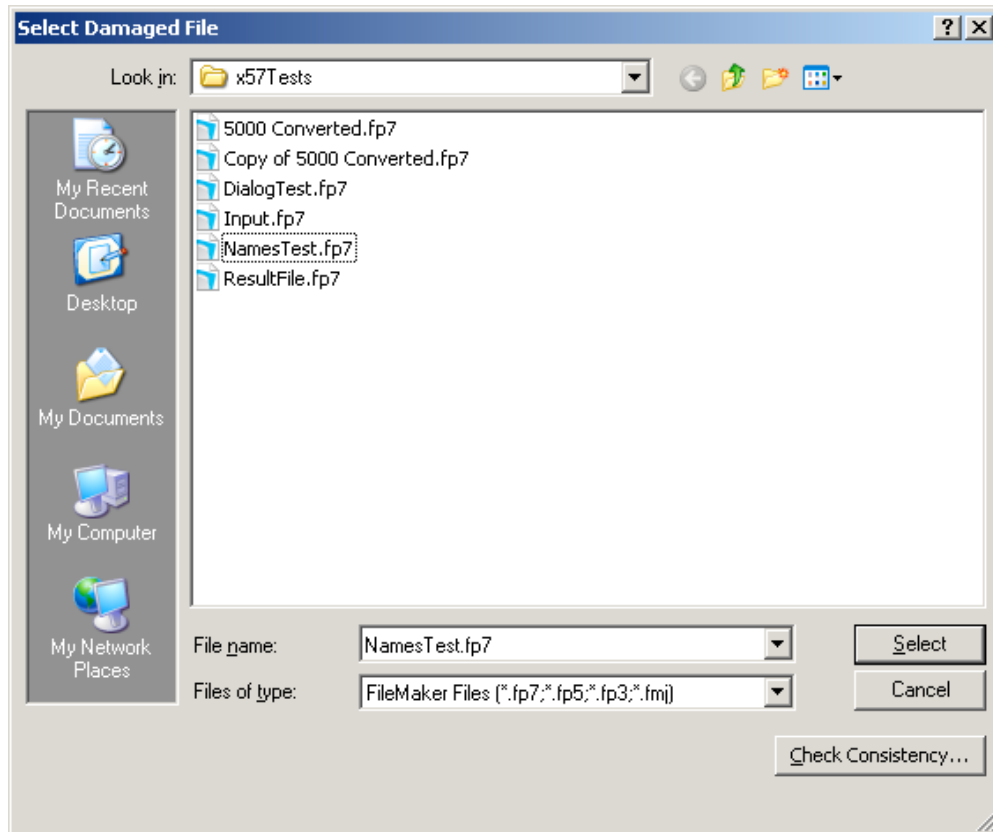 Select Damaged File
Look in: x57Tests
5000 Converted.fp7
Copy of 5000 Converted.fp7
DialogTest.fp7
Input.fp7
NamesTest.fp7
ResultFile.fp7
My Recent
Documents
Desktop
My Documents
My Computer
My Network
Places
File name: NamesTest.fp7
Select
Files of type: FileMaker Files (*.fp7;*.fp5;*.fp3;*.fmj)
Cancel
Check Consistency...